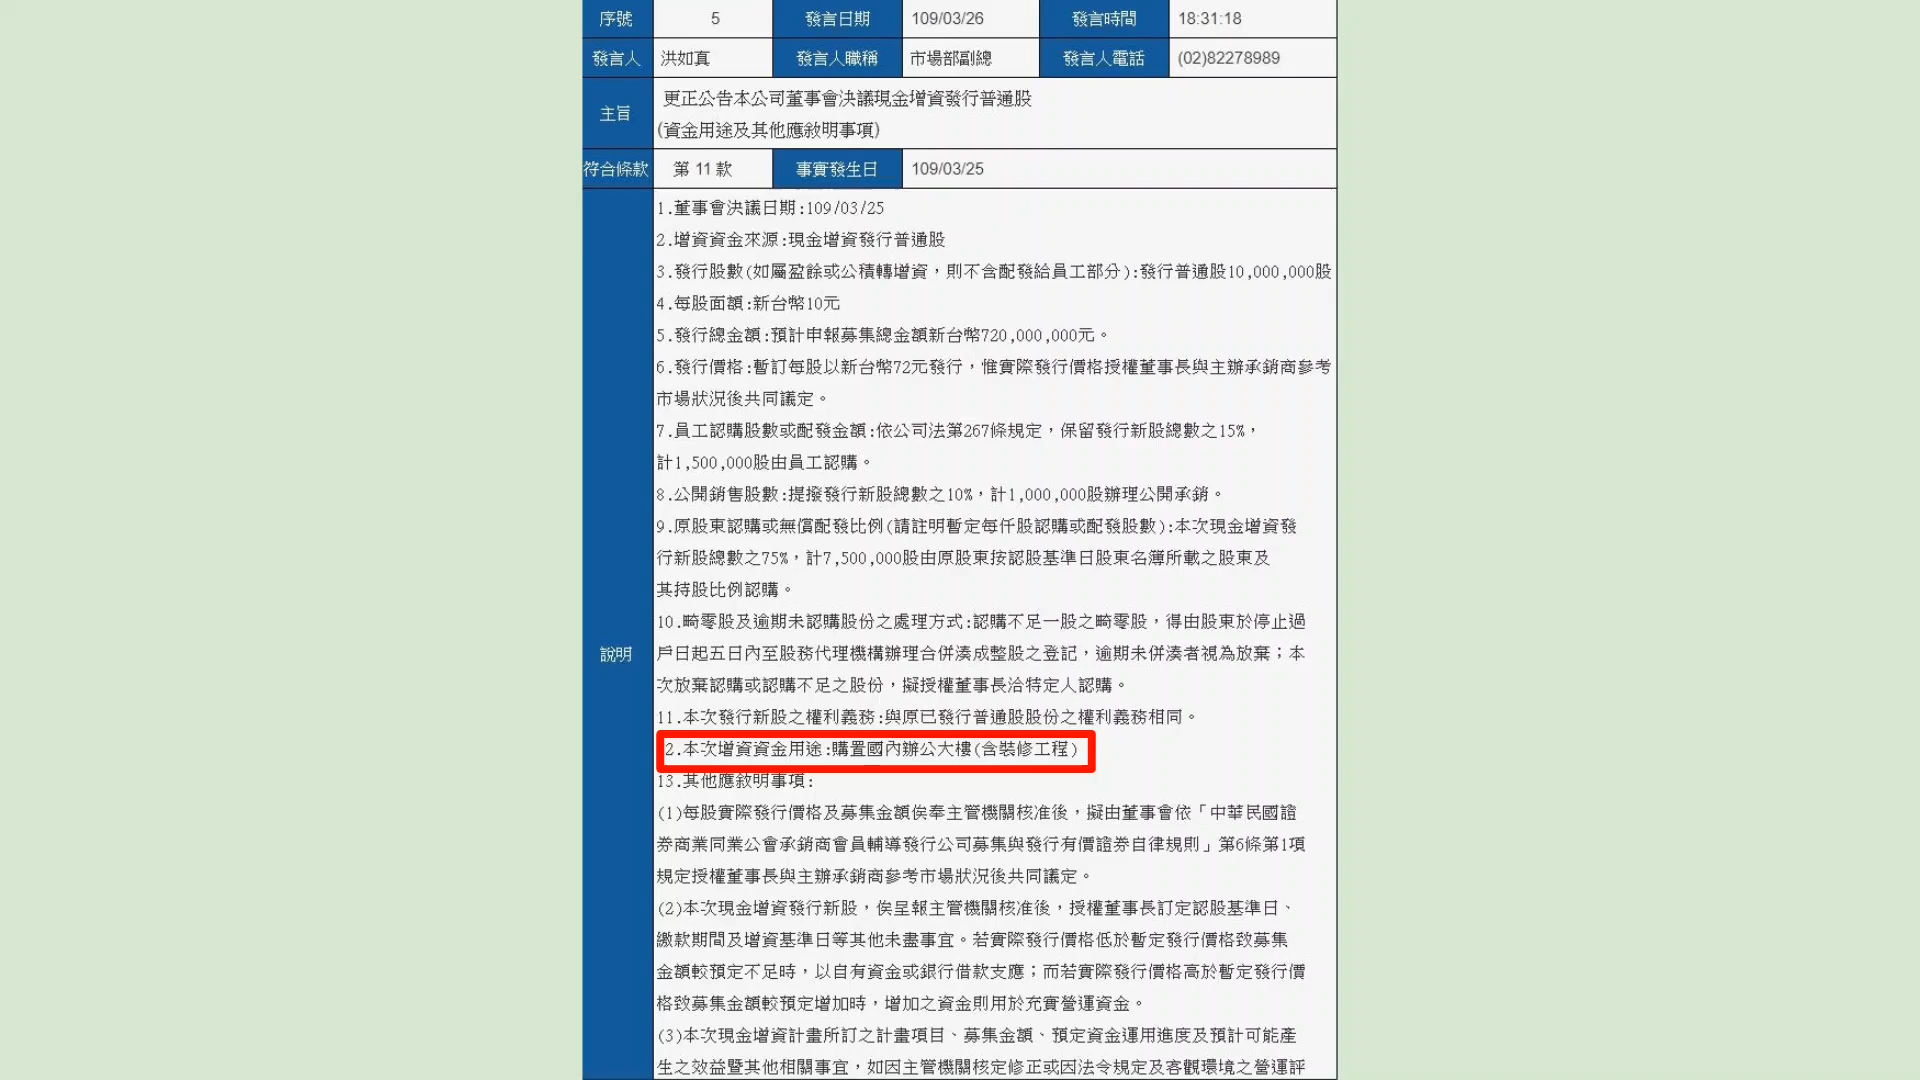 序號 5 發言日期 109/03/26 發言時間 18:31:18
發言人 洪如真 發言人職稱 市場部副總 發言人電話 (02)82278989
主旨
更正公告本公司董事會決議現金增資發行普通股
(資金用途及其他應敘明事項)
符合條款 第 11 款 事實發生日 109/03/25
說明
1.董事會決議日期:109/03/25
2.增資資金來源:現金增資發行普通股
3.發行股數(如屬盈餘或公積轉增資，則不含配發給員工部分):發行普通股10,000,000股
4.每股面額:新台幣10元
5.發行總金額:預計申報募集總金額新台幣720,000,000元。
6.發行價格:暫訂每股以新台幣72元發行，惟實際發行價格授權董事長與主辦承銷商參考
市場狀況後共同議定。
7.員工認購股數或配發金額:依公司法第267條規定，保留發行新股總數之15%，
計1,500,000股由員工認購。
8.公開銷售股數:提撥發行新股總數之10%，計1,000,000股辦理公開承銷。
9.原股東認購或無償配發比例(請註明暫定每仟股認購或配發股數):本次現金增資發
行新股總數之75%，計7,500,000股由原股東按認股基準日股東名簿所載之股東及
其持股比例認購。
10.畸零股及逾期未認購股份之處理方式:認購不足一股之畸零股，得由股東於停止過
戶日起五日內至股務代理機構辦理合併湊成整股之登記，逾期未併湊者視為放棄；本
次放棄認購或認購不足之股份，擬授權董事長洽特定人認購。
11.本次發行新股之權利義務:與原已發行普通股股份之權利義務相同。
2.本次增資資金用途:購置國內辦公大樓(含裝修工程)
13.其他應敘明事項:
(1)每股實際發行價格及募集金額俟奉主管機關核准後，擬由董事會依「中華民國證
券商業同業公會承銷商會員輔導發行公司募集與發行有價證券自律規則」第6條第1項
規定授權董事長與主辦承銷商參考市場狀況後共同議定。
(2)本次現金增資發行新股，俟呈報主管機關核准後，授權董事長訂定認股基準日、
繳款期間及增資基準日等其他未盡事宜。若實際發行價格低於暫定發行價格致募集
金額較預定不足時，以自有資金或銀行借款支應；而若實際發行價格高於暫定發行價
格致募集金額較預定增加時，增加之資金則用於充實營運資金。
(3)本次現金增資計畫所訂之計畫項目、募集金額、預定資金運用進度及預計可能產
生之效益暨其他相關事宜，如因主管機關核定修正或因法令規定及客觀環境之營運評